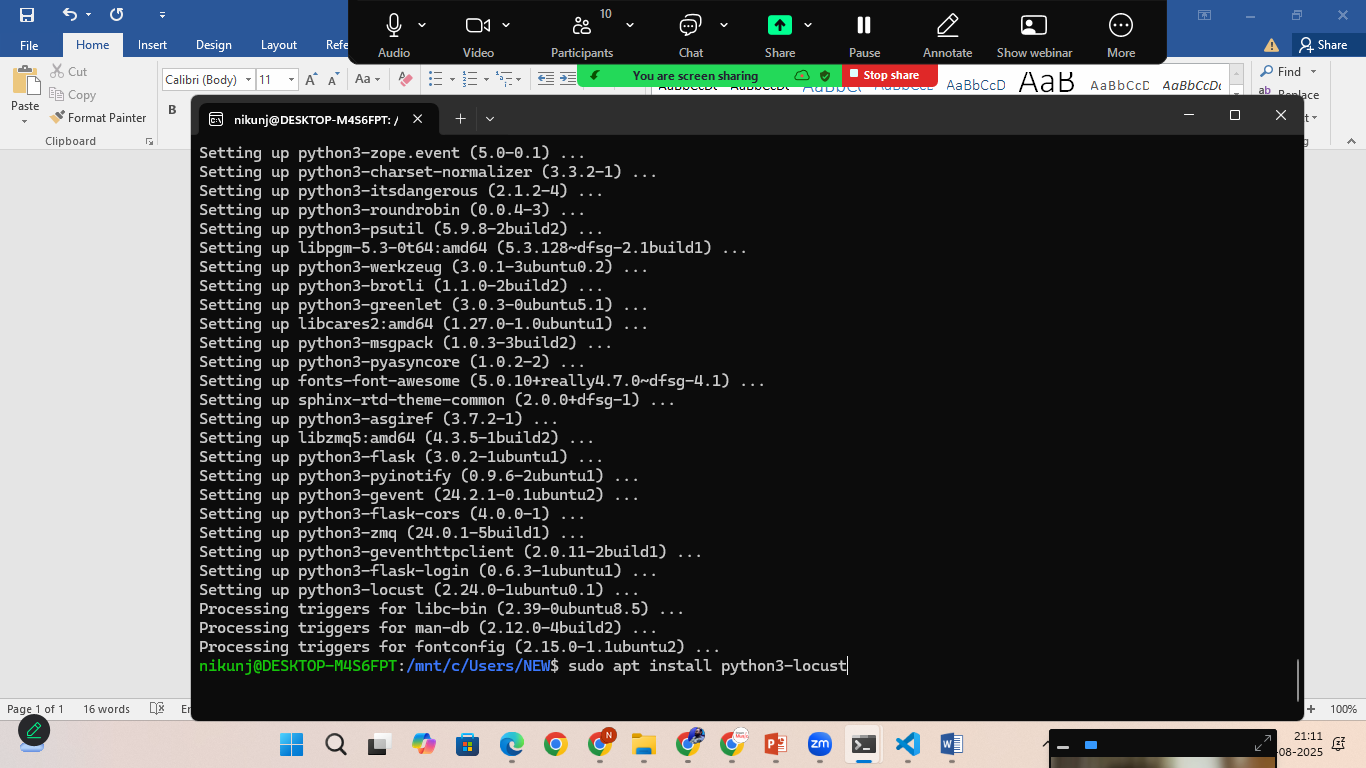 10
Audio
Video
Participants
Chat
Share
Pause
Annotate
Show webinar
More
File
Home
Insert
Design
Layout
Share
You are screen sharing
Stop share
Paste
Cut
Copy
Format Painter
Clipboard
Calibri (Body)
11
Aa
B
AaBbCcD
AaB
AaBbCcD
Find
Replace
nikunj@DESKTOP-M4S6FPT: /
Setting up python3-zope.event (5.0-0.1) ...
Setting up python3-charset-normalizer (3.3.2-1) ...
Setting up python3-itsdangerous (2.1.2-4) ...
Setting up python3-roundrobin (0.0.4-3) ...
Setting up python3-psutil (5.9.8-2build2) ...
Setting up libpgm-5.3-0t64:amd64 (5.3.128~dfsg-2.1build1) ...
Setting up python3-werkzeug (3.0.1-3ubuntu0.2) ...
Setting up python3-brotli (1.1.0-2build2) ...
Setting up python3-greenlet (3.0.3-0ubuntu5.1) ...
Setting up libcares2:amd64 (1.27.0-1.0ubuntu1) ...
Setting up python3-msgpack (1.0.3-3build2) ...
Setting up python3-pyasyncore (1.0.2-2) ...
Setting up fonts-font-awesome (5.0.10+really4.7.0~dfsg-4.1) ...
Setting up sphinx-rtd-theme-common (2.0.0+dfsg-1) ...
Setting up python3-asgiref (3.7.2-1) ...
Setting up libzmq5:amd64 (4.3.5-1build2) ...
Setting up python3-flask (3.0.2-1ubuntu1) ...
Setting up python3-pyinotify (0.9.6-2ubuntu1) ...
Setting up python3-gevent (24.2.1-0.1ubuntu2) ...
Setting up python3-flask-cors (4.0.0-1) ...
Setting up python3-zmq (24.0.1-5build1) ...
Setting up python3-geventhttpclient (2.0.11-2build1) ...
Setting up python3-flask-login (0.6.3-1ubuntu1) ...
Setting up python3-locust (2.24.0-1ubuntu0.1) ...
Processing triggers for libc-bin (2.39-0ubuntu8.5) ...
Processing triggers for man-db (2.12.0-4build2) ...
Processing triggers for fontconfig (2.15.0-1.1ubuntu2) ...
nikunj@DESKTOP-M4S6FPT:/mnt/c/Users/NEW$ sudo apt install python3-locust
Page 1 of 1
16 words
100%
21:11
-08-2025